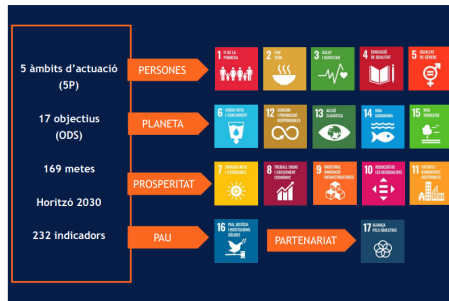 5 àmbits d'actuació
(5P)
17 objectius
(ODS)
169 metes
Horitzó 2030
232 indicadors
PERSONES
1 FI DE LA
POBRESA
2 FAM
ZERO
3 SALUT
I BENESTAR
4 EDUCACIÓ
DE QUALITAT
5 IGUALTAT
DE GÈNERE
PLANETA
6 AIGUA NETA
I SANEJAMENT
12 CONSUM
I PRODUCCIÓ
RESPONSABLES
13 ACCIÓ
CLIMÀTICA
14 VIDA
SUBMARINA
15 VIDA
TERRESTRE
PROSPERITAT
7 ENERGIA NETA
I ASSEQUIBLE
8 TREBALL DIGNE
I CREIXEMENT
ECONÒMIC
9 INDÚSTRIA,
INNOVACIÓ
INFRAESTRUCTURES
10 REDUCCIÓ DE
LES DESIGUALTATS
11 CIUTATS I
COMUNITATS
SOSTENIBLES
PAU
16 PAU, JUSTÍCIA
I INSTITUCIONS
SÒLIDES
PARTENARIAT
17 ALIANÇA
PELS OBJECTIUS